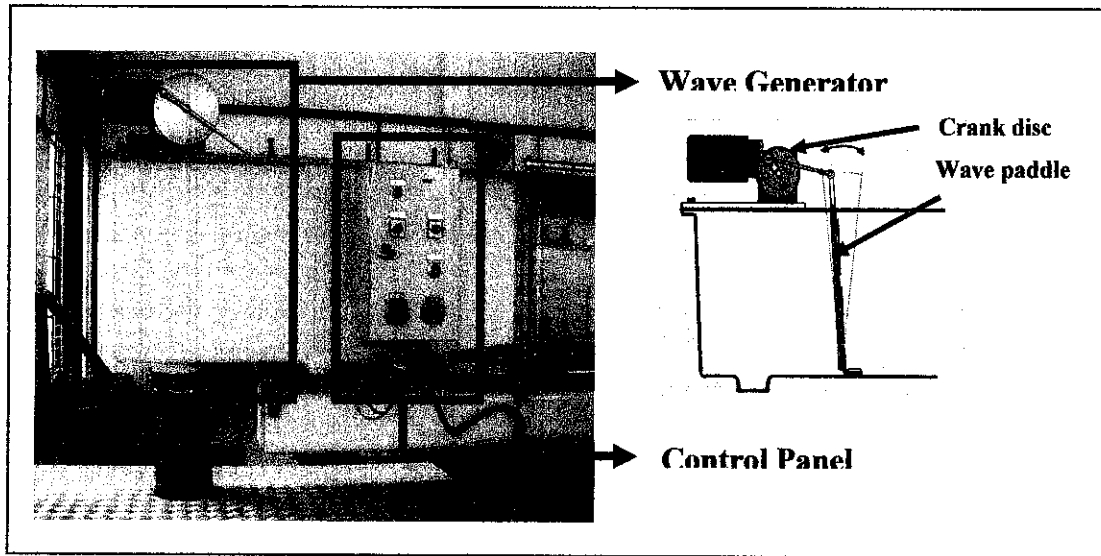 Wave Generator
Crank disc
Wave paddle
Control Panel